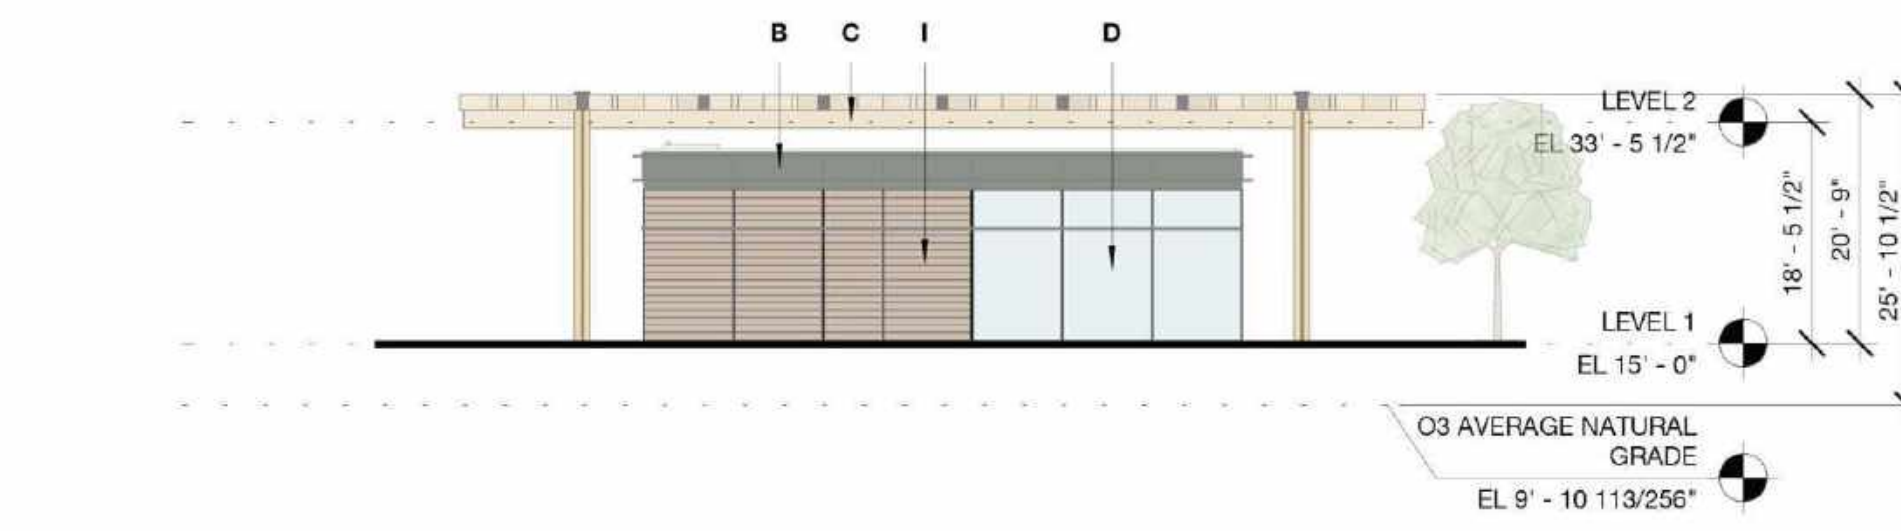 B C I D
LEVEL 2
EL 33' - 5 1/2"
18' - 5 1/2"
20' - 9"
25' - 10 1/2"
LEVEL 1
EL 15' - 0"
O3 AVERAGE NATURAL
GRADE
EL 9' - 10 113/256"